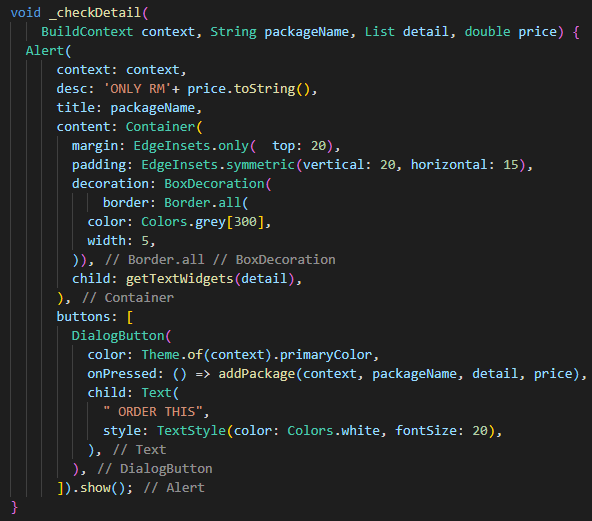 void _checkDetail(
    BuildContext context, String packageName, List detail, double price) {
  Alert(
      context: context,
      desc: 'ONLY RM'+ price.toString(),
      title: packageName,
      content: Container(
        margin: EdgeInsets.only(  top: 20),
        padding: EdgeInsets.symmetric(vertical: 20, horizontal: 15),
        decoration: BoxDecoration(
            border: Border.all(
          color: Colors.grey[300],
          width: 5,
        )), // Border.all // BoxDecoration
        child: getTextWidgets(detail),
      ), // Container
      buttons: [
        DialogButton(
          color: Theme.of(context).primaryColor,
          onPressed: () => addPackage(context, packageName, detail, price),
          child: Text(
            " ORDER THIS",
            style: TextStyle(color: Colors.white, fontSize: 20),
          ), // Text
        ), // DialogButton
      ]).show(); // Alert
}